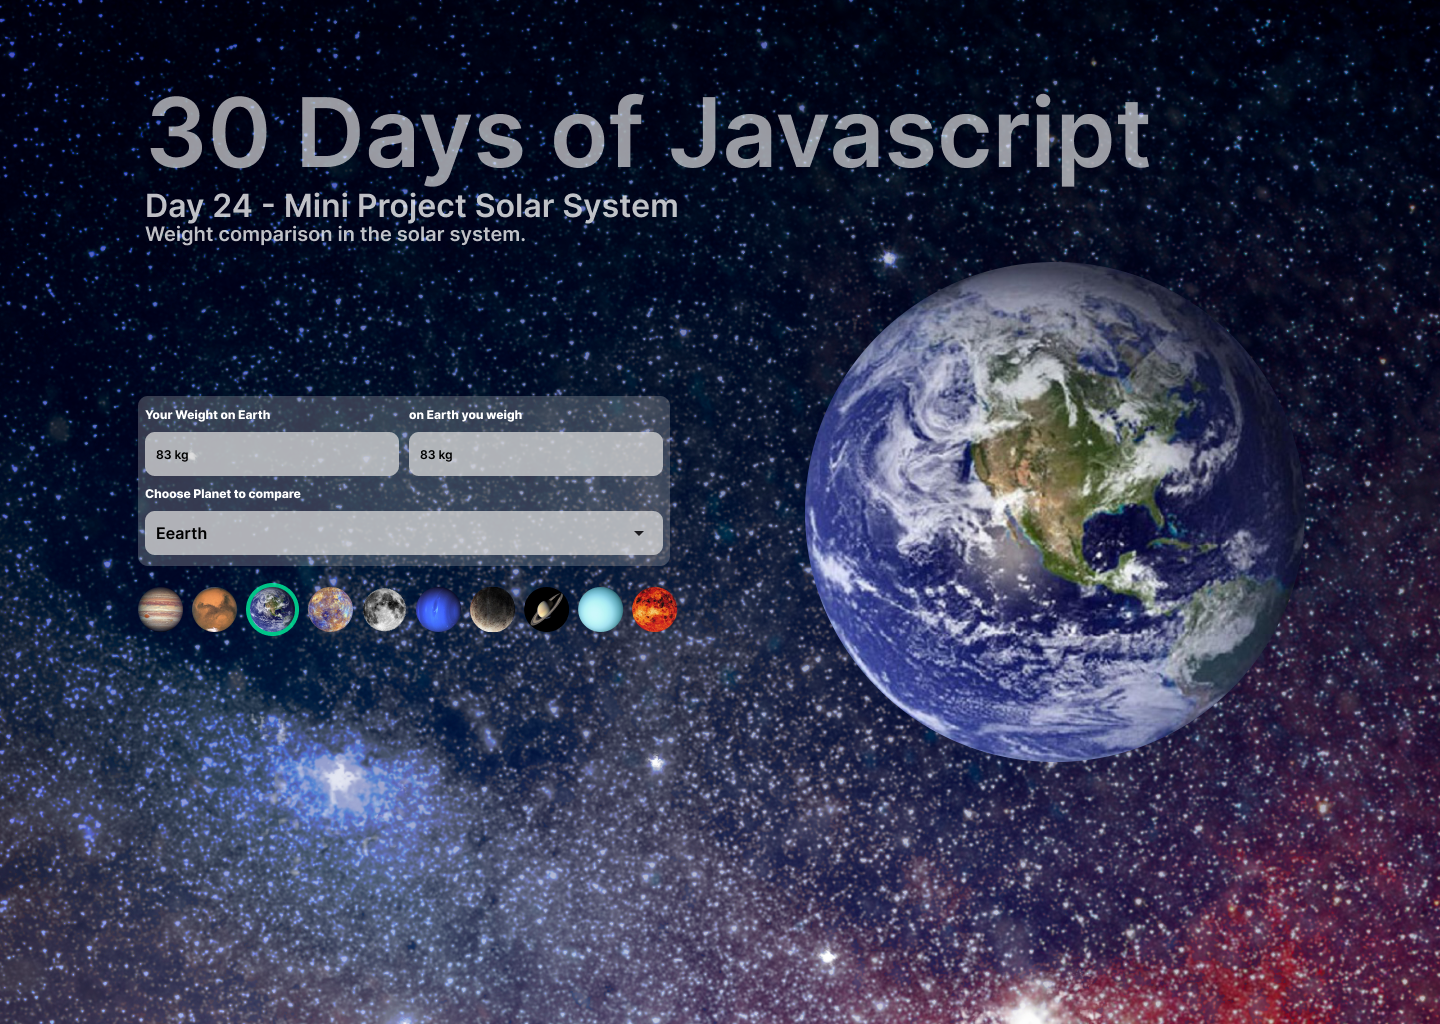 30 Days of Javascript
Day 24 - Mini Project Solar System
Weight comparison in the solar system.
Your Weight on Earth
on Earth you weigh
83 kg
83 kg
Choose Planet to compare
Eearth